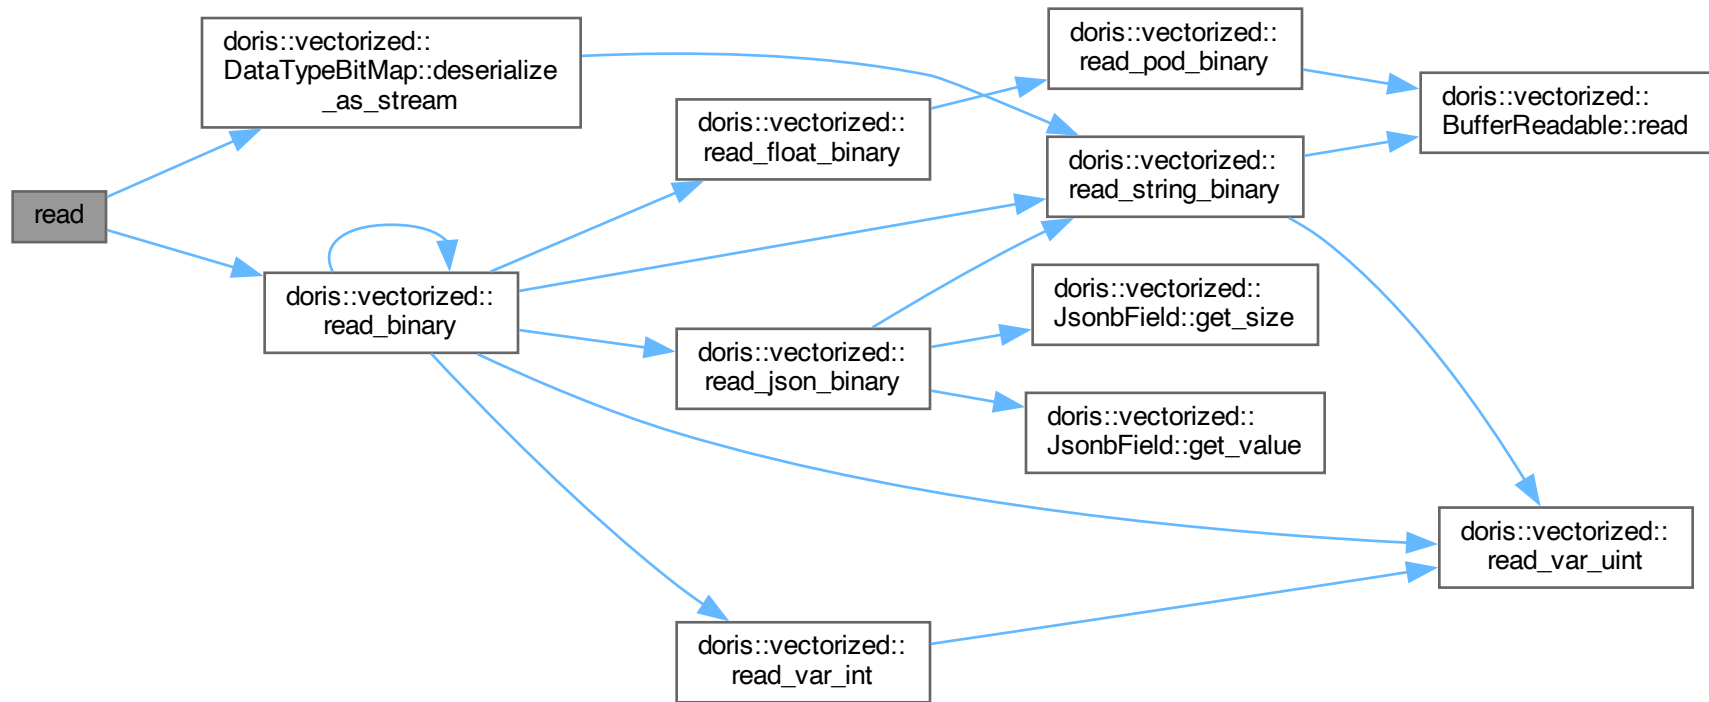 read
doris::vectorized::
DataTypeBitMap::deserialize
_as_stream
doris::vectorized::
read_binary
doris::vectorized::
read_float_binary
doris::vectorized::
read_json_binary
doris::vectorized::
read_var_int
doris::vectorized::
read_pod_binary
doris::vectorized::
read_string_binary
doris::vectorized::
JsonbField::get_size
doris::vectorized::
JsonbField::get_value
doris::vectorized::
BufferReadable::read
doris::vectorized::
read_var_uint